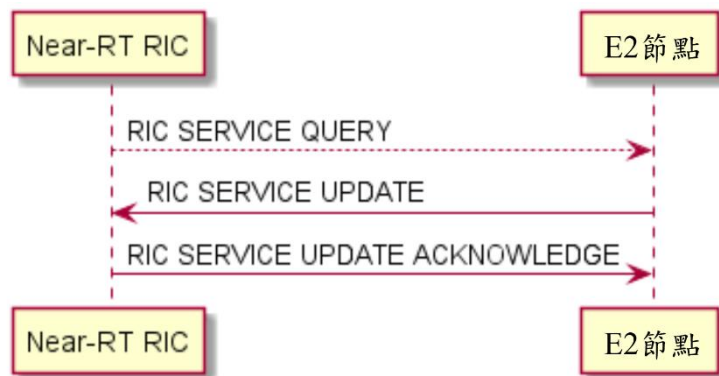 Near-RT RIC
E2節點
RIC SERVICE QUERY
RIC SERVICE UPDATE
RIC SERVICE UPDATE ACKNOWLEDGE
Near-RT RIC
E2節點